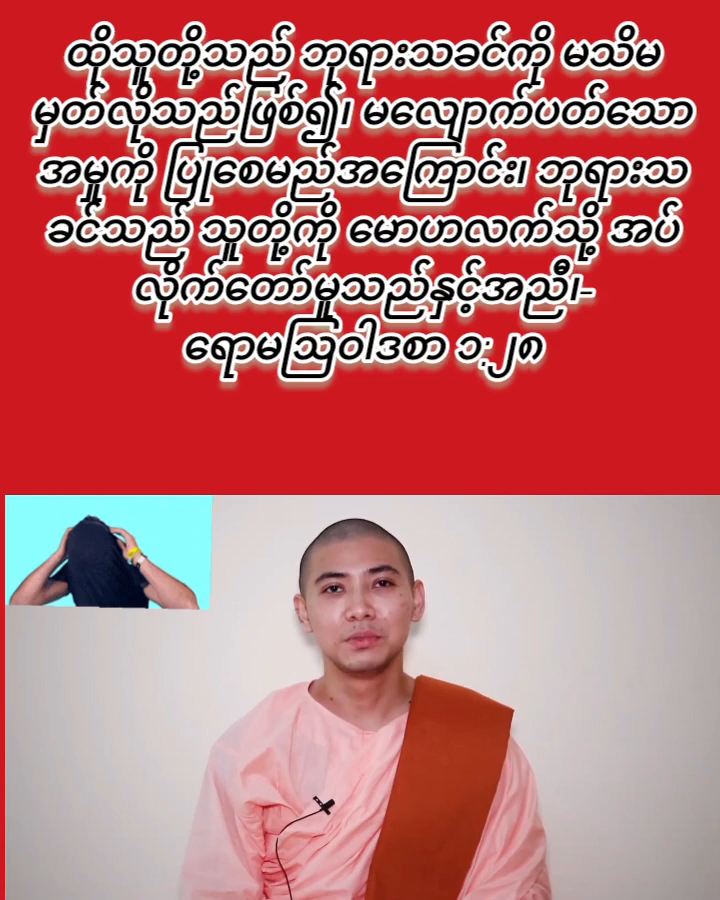 ထိုသူတို့သည် ဘုရားသခင်ကို မသိမ
မှတ်လိုသည်ဖြစ်၍၊ မလျောက်ပတ်သော
အမှုကို ပြုစေမည်အကြောင်း၊ ဘုရားသ
ခင်သည် သူတို့ကို မောဟလက်သို့ အပ်
လိုက်တော်မူသည်နှင့်အညီ၊-
ရောမဩဝါဒစာ ၁:၂၈